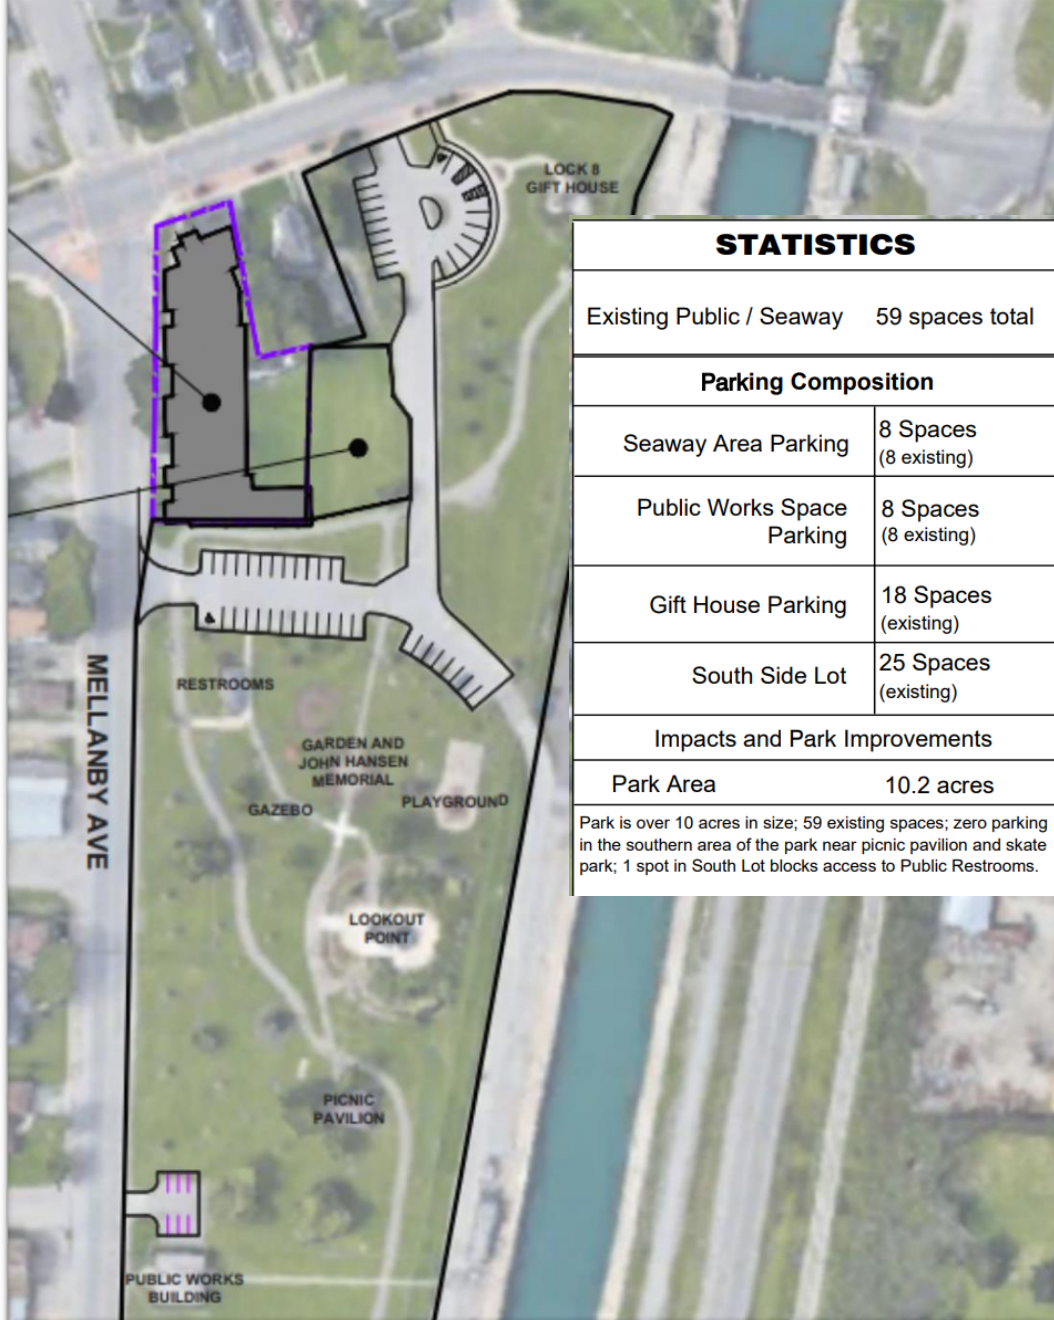 LOCK 8
GIFT HOUSE
STATISTICS
Existing Public / Seaway 59 spaces total
Parking Composition
Seaway Area Parking 8 Spaces
(8 existing)
Public Works Space
Parking
8 Spaces
(8 existing)
Gift House Parking 18 Spaces
(existing)
South Side Lot 25 Spaces
(existing)
Impacts and Park Improvements
Park Area 10.2 acres
Park is over 10 acres in size; 59 existing spaces; zero parking
in the southern area of the park near picnic pavilion and skate
park; 1 spot in South Lot blocks access to Public Restrooms.
MELLANBY AVE
RESTROOMS
GARDEN AND
JOHN HANSEN
MEMORIAL
GAZEBO
PLAYGROUND
LOOKOUT
POINT
PICNIC
PAVILION
PUBLIC WORKS
BUILDING